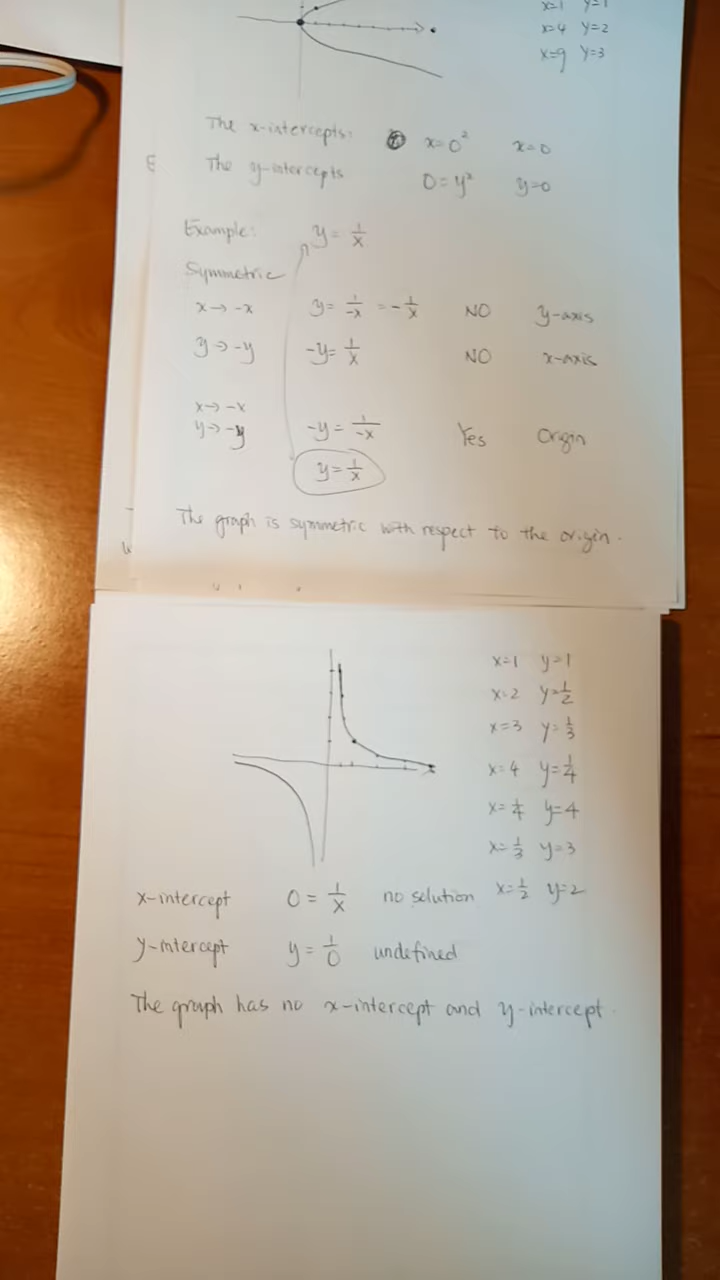 x=1 y=1
x=4 y=2
x=9 y=3
The x-intercepts: x=0² x=0
The y-intercepts 0=y² y=0
Example: y = 1/x
Symmetric
x → -x y = 1/-x = -1/x NO y-axis
y → -y -y = 1/x NO x-axis
x → -x
y → -y -y = 1/-x Yes Origin
y = 1/x
The graph is symmetric with respect to the origin.
x=1 y=1
x=2 y=1/2
x=3 y=1/3
x=4 y=1/4
x=1/4 y=4
x=1/3 y=3
x=1/2 y=2
x-intercept 0 = 1/x no solution
y-intercept y = 1/0 undefined
The graph has no x-intercept and y-intercept.